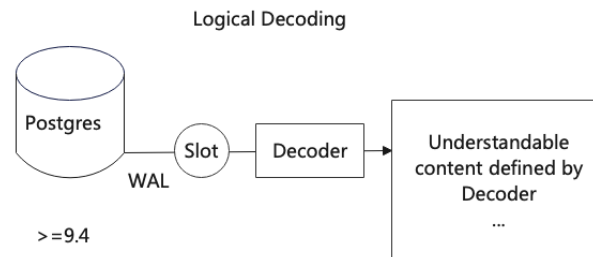 Logical Decoding
Postgres
Slot
Decoder
WAL
Understandable
content defined by
Decoder
...
>=9.4